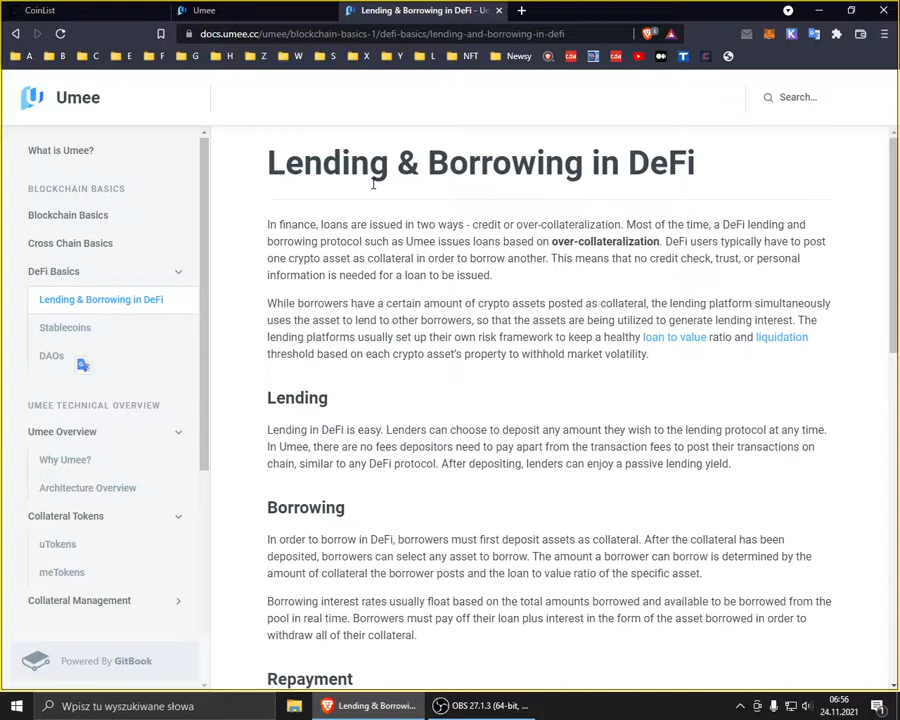 CoinList
Umee
Lending & Borrowing in DeFi - Um
docs.umee.cc/umee/blockchain-basics-1/defi-basics/lending-and-borrowing-in-defi
A B C E F G H Z W S X Y L NFT Newsy
Umee
Search...
What is Umee?
BLOCKCHAIN BASICS
Blockchain Basics
Cross Chain Basics
DeFi Basics
Lending & Borrowing in DeFi
Stablecoins
DAOs
UMEE TECHNICAL OVERVIEW
Umee Overview
Why Umee?
Architecture Overview
Collateral Tokens
uTokens
meTokens
Collateral Management
Powered By GitBook
Lending & Borrowing in DeFi
In finance, loans are issued in two ways - credit or over-collateralization. Most of the time, a DeFi lending and
borrowing protocol such as Umee issues loans based on over-collateralization. DeFi users typically have to post
one crypto asset as collateral in order to borrow another. This means that no credit check, trust, or personal
information is needed for a loan to be issued.
While borrowers have a certain amount of crypto assets posted as collateral, the lending platform simultaneously
uses the asset to lend to other borrowers, so that the assets are being utilized to generate lending interest. The
lending platforms usually set up their own risk framework to keep a healthy loan to value ratio and liquidation
threshold based on each crypto asset's property to withhold market volatility.
Lending
Lending in DeFi is easy. Lenders can choose to deposit any amount they wish to the lending protocol at any time.
In Umee, there are no fees depositors need to pay apart from the transaction fees to post their transactions on
chain, similar to any DeFi protocol. After depositing, lenders can enjoy a passive lending yield.
Borrowing
In order to borrow in DeFi, borrowers must first deposit assets as collateral. After the collateral has been
deposited, borrowers can select any asset to borrow. The amount a borrower can borrow is determined by the
amount of collateral the borrower posts and the loan to value ratio of the specific asset.
Borrowing interest rates usually float based on the total amounts borrowed and available to be borrowed from the
pool in real time. Borrowers must pay off their loan plus interest in the form of the asset borrowed in order to
withdraw all of their collateral.
Repayment
Wpisz tu wyszukiwane słowa
Lending & Borrowi...
OBS 27.1.3 (64-bit, ...
06:56
24.11.2021